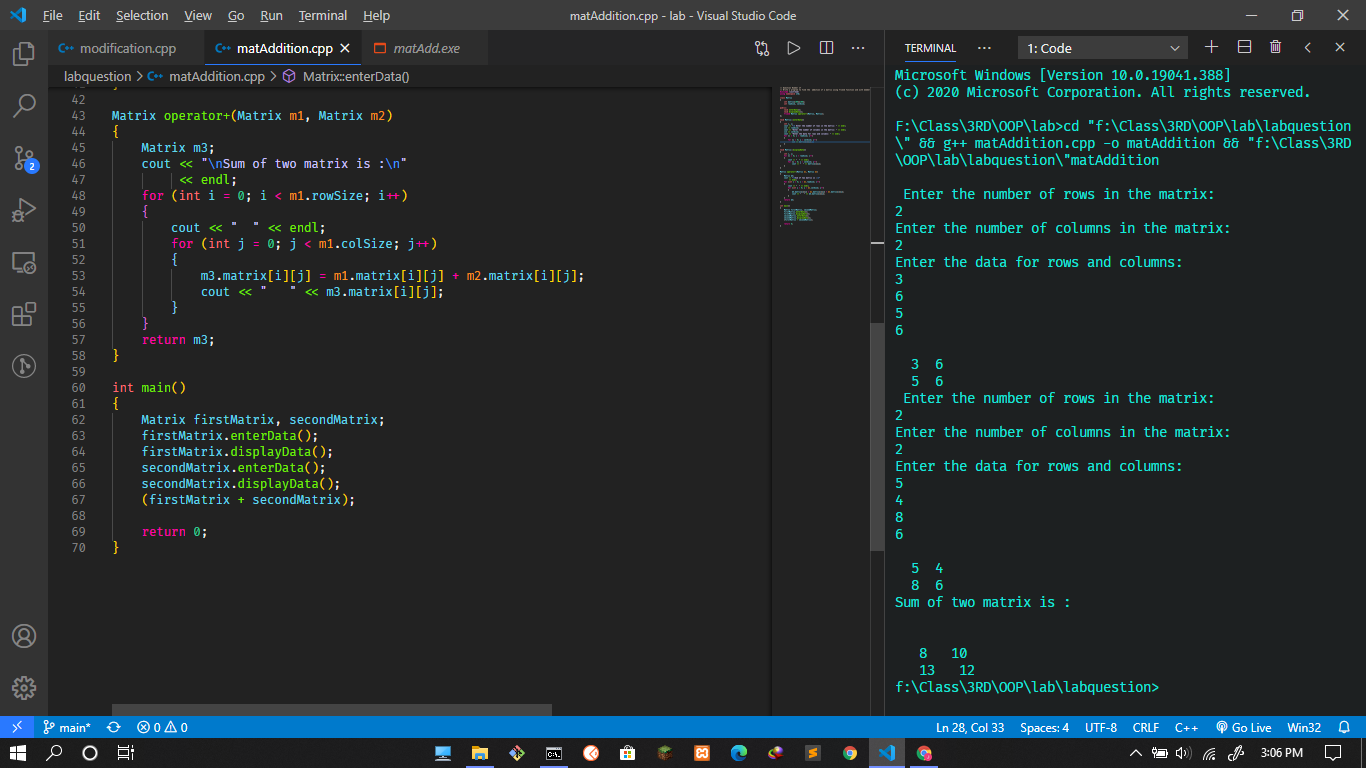 File Edit Selection View Go Run Terminal Help
matAddition.cpp - lab - Visual Studio Code
modification.cpp
matAddition.cpp
matAdd.exe
labquestion > matAddition.cpp > Matrix::enterData()
42
43 Matrix operator+(Matrix m1, Matrix m2)
44 {
45 Matrix m3;
46 cout << "\nSum of two matrix is :\n"
47 << endl;
48 for (int i = 0; i < m1.rowSize; i++)
49 {
50 cout << "  " << endl;
51 for (int j = 0; j < m1.colSize; j++)
52 {
53 m3.matrix[i][j] = m1.matrix[i][j] + m2.matrix[i][j];
54 cout << "   " << m3.matrix[i][j];
55 }
56 }
57 return m3;
58 }
59
60 int main()
61 {
62 Matrix firstMatrix, secondMatrix;
63 firstMatrix.enterData();
64 firstMatrix.displayData();
65 secondMatrix.enterData();
66 secondMatrix.displayData();
67 (firstMatrix + secondMatrix);
68
69 return 0;
70 }
2
TERMINAL
1: Code
Microsoft Windows [Version 10.0.19041.388]
(c) 2020 Microsoft Corporation. All rights reserved.
F:\Class\3RD\OOP\lab>cd "f:\Class\3RD\OOP\lab\labquestion
\" && g++ matAddition.cpp -o matAddition && "f:\Class\3RD
\OOP\lab\labquestion\"matAddition
Enter the number of rows in the matrix:
2
Enter the number of columns in the matrix:
2
Enter the data for rows and columns:
3
6
5
6
3 6
5 6
Enter the number of rows in the matrix:
2
Enter the number of columns in the matrix:
2
Enter the data for rows and columns:
5
4
8
6
5 4
8 6
Sum of two matrix is :
8 10
13 12
f:\Class\3RD\OOP\lab\labquestion>
main*
0
0
Ln 28, Col 33
Spaces: 4
UTF-8
CRLF
C++
Go Live
Win32
3:06 PM